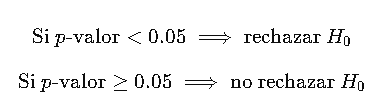 Si p-valor < 0.05 ⟹ rechazar H₀
Si p-valor ≥ 0.05 ⟹ no rechazar H₀